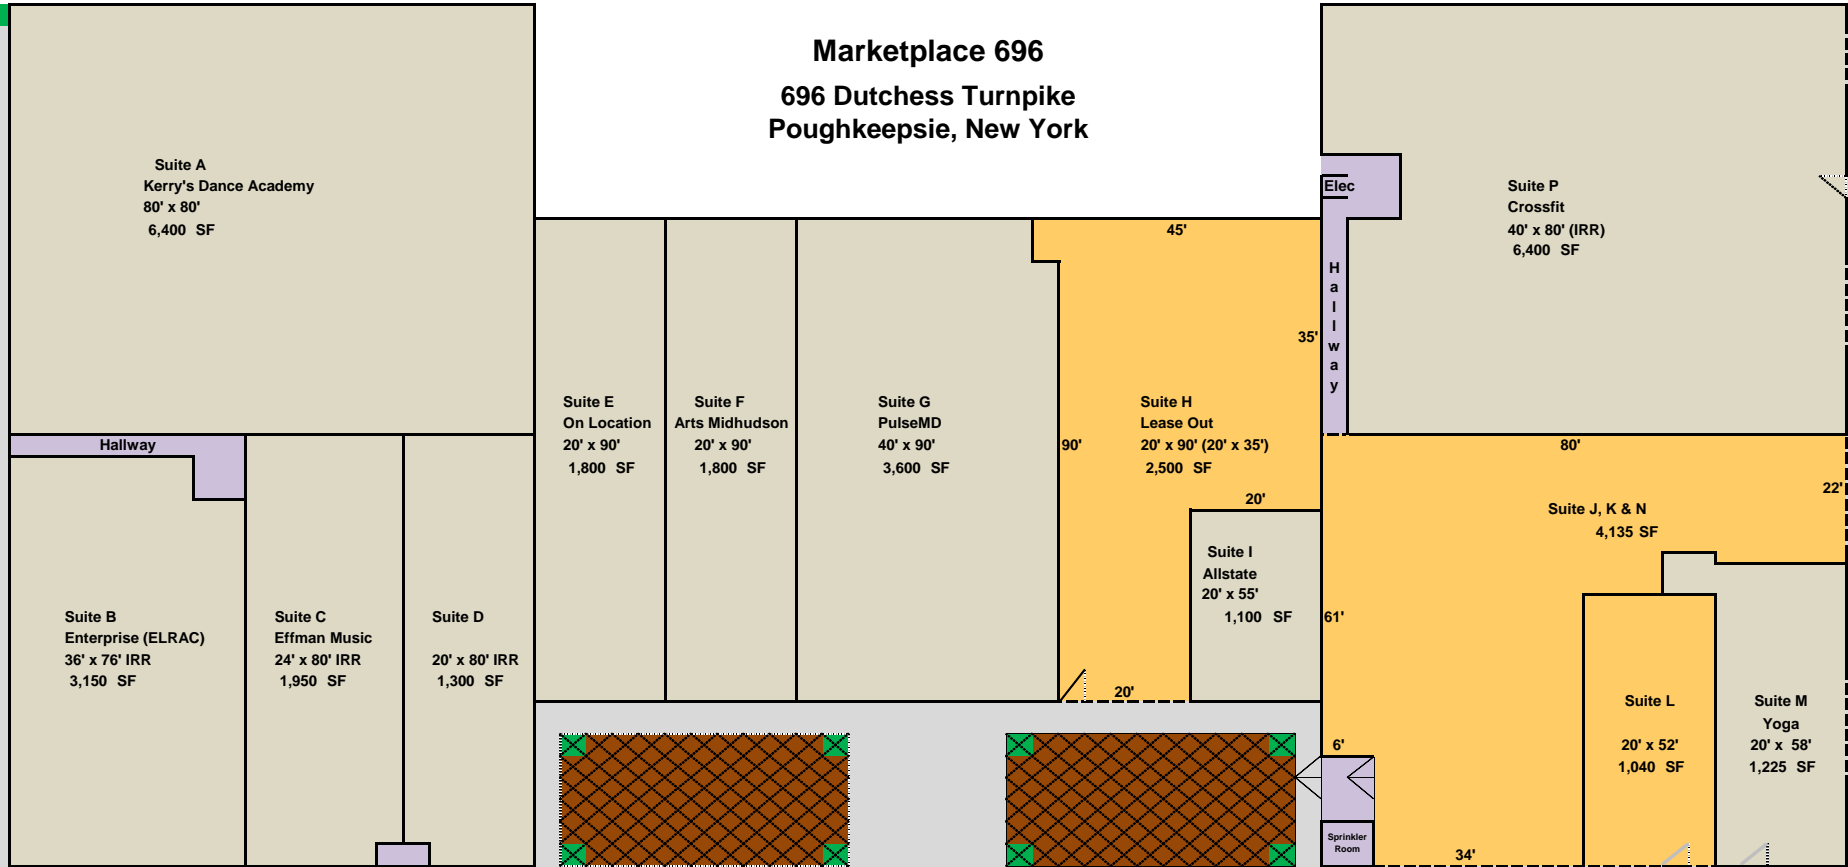 Marketplace 696
696 Dutchess Turnpike
Poughkeepsie, New York
Suite A
Kerry's Dance Academy
80' x 80'
6,400 SF
Hallway
Suite B
Enterprise (ELRAC)
36' x 76' IRR
3,150 SF
Suite C
Effman Music
24' x 80' IRR
1,950 SF
Suite D
20' x 80' IRR
1,300 SF
Suite E
On Location
20' x 90'
1,800 SF
Suite F
Arts Midhudson
20' x 90'
1,800 SF
Suite G
PulseMD
40' x 90'
3,600 SF
45'
35'
90'
Suite H
Lease Out
20' x 90' (20' x 35')
2,500 SF
20'
20'
Suite I
Allstate
20' x 55'
1,100 SF
Elec
H
a
l
l
w
a
y
Suite P
Crossfit
40' x 80' (IRR)
6,400 SF
80'
22'
Suite J, K & N
4,135 SF
61'
6'
Sprinkler
Room
34'
Suite L
20' x 52'
1,040 SF
Suite M
Yoga
20' x 58'
1,225 SF